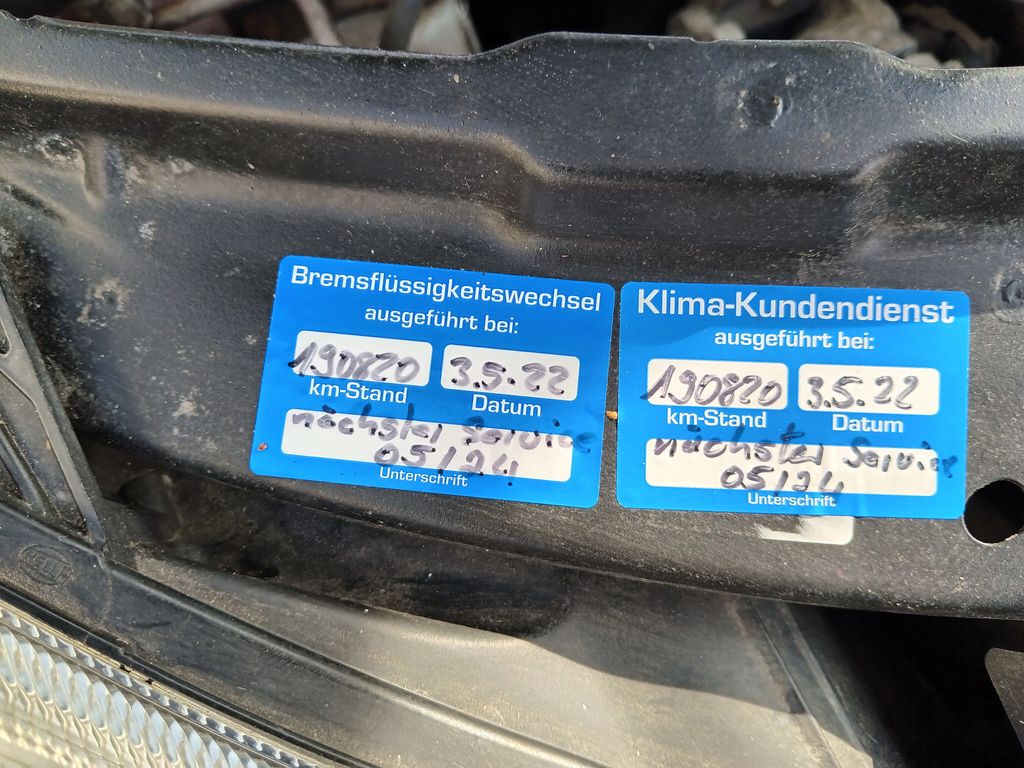 Bremsflüssigkeitswechsel
ausgeführt bei:
190820 3.5.22
km-Stand Datum
nächster Service
05/24
Unterschrift
Klima-Kundendienst
ausgeführt bei:
190820 3.5.22
km-Stand Datum
nächster Service
05/24
Unterschrift